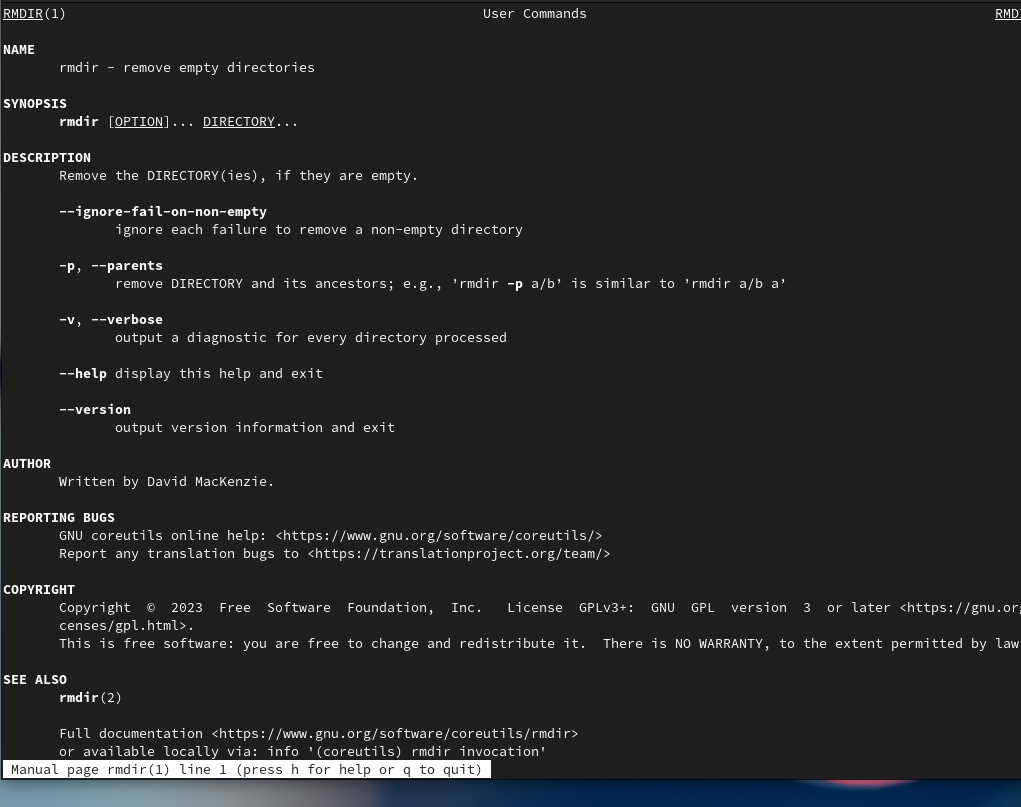 RMDIR(1) User Commands RMD
NAME
rmdir - remove empty directories
SYNOPSIS
rmdir [OPTION]... DIRECTORY...
DESCRIPTION
Remove the DIRECTORY(ies), if they are empty.
--ignore-fail-on-non-empty
ignore each failure to remove a non-empty directory
-p, --parents
remove DIRECTORY and its ancestors; e.g., ’rmdir -p a/b’ is similar to ’rmdir a/b a’
-v, --verbose
output a diagnostic for every directory processed
--help display this help and exit
--version
output version information and exit
AUTHOR
Written by David MacKenzie.
REPORTING BUGS
GNU coreutils online help: <https://www.gnu.org/software/coreutils/>
Report any translation bugs to <https://translationproject.org/team/>
COPYRIGHT
Copyright © 2023 Free Software Foundation, Inc. License GPLv3+: GNU GPL version 3 or later <https://gnu.or
censes/gpl.html>.
This is free software: you are free to change and redistribute it. There is NO WARRANTY, to the extent permitted by law
SEE ALSO
rmdir(2)
Full documentation <https://www.gnu.org/software/coreutils/rmdir>
or available locally via: info '(coreutils) rmdir invocation'
Manual page rmdir(1) line 1 (press h for help or q to quit)